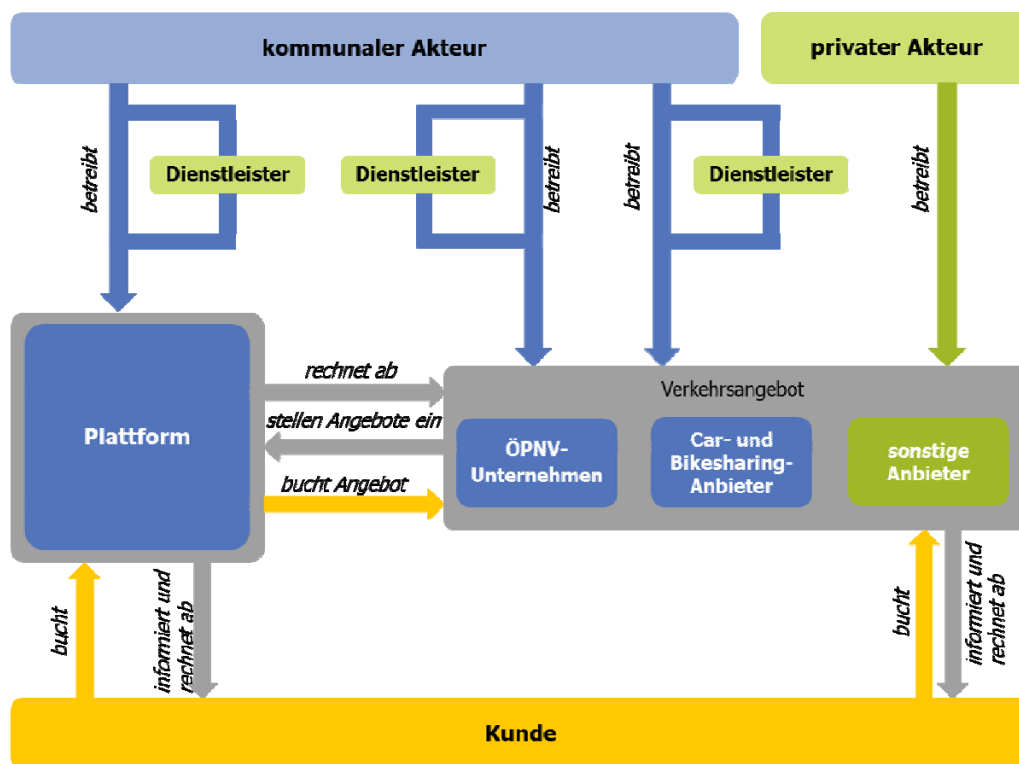 kommunaler Akteur
privater Akteur
betreibt
Dienstleister
Dienstleister
betreibt
betreibt
Dienstleister
betreibt
Plattform
rechnet ab
stellen Angebote ein
bucht Angebot
Verkehrsangebot
ÖPNV-
Unternehmen
Car- und
Bikesharing-
Anbieter
sonstige
Anbieter
bucht
informiert und
rechnet ab
bucht
informiert und
rechnet ab
Kunde